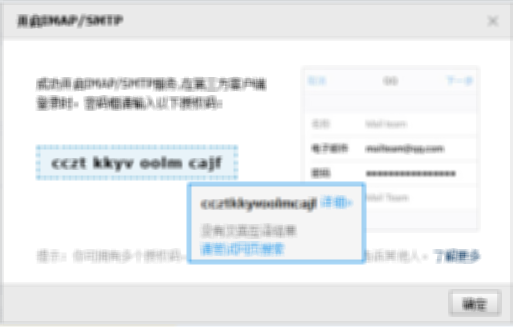 开启IMAP/SMTP
成功开启IMAP/SMTP服务,在第三方客户端
登录时,密码框请输入以下授权码:
cczt kkyv oolm cajf
取消 QQ 下一步
名称 Mail team
电子邮件 mailteam@qq.com
密码 ●●●●●●●●●●●●●●●●
Mail Team
ccztkkyvoolmcajf 详细»
没有英汉互译结果
请尝试网页搜索
提示:你可拥有多个授权码, 告诉其他人。了解更多
确定